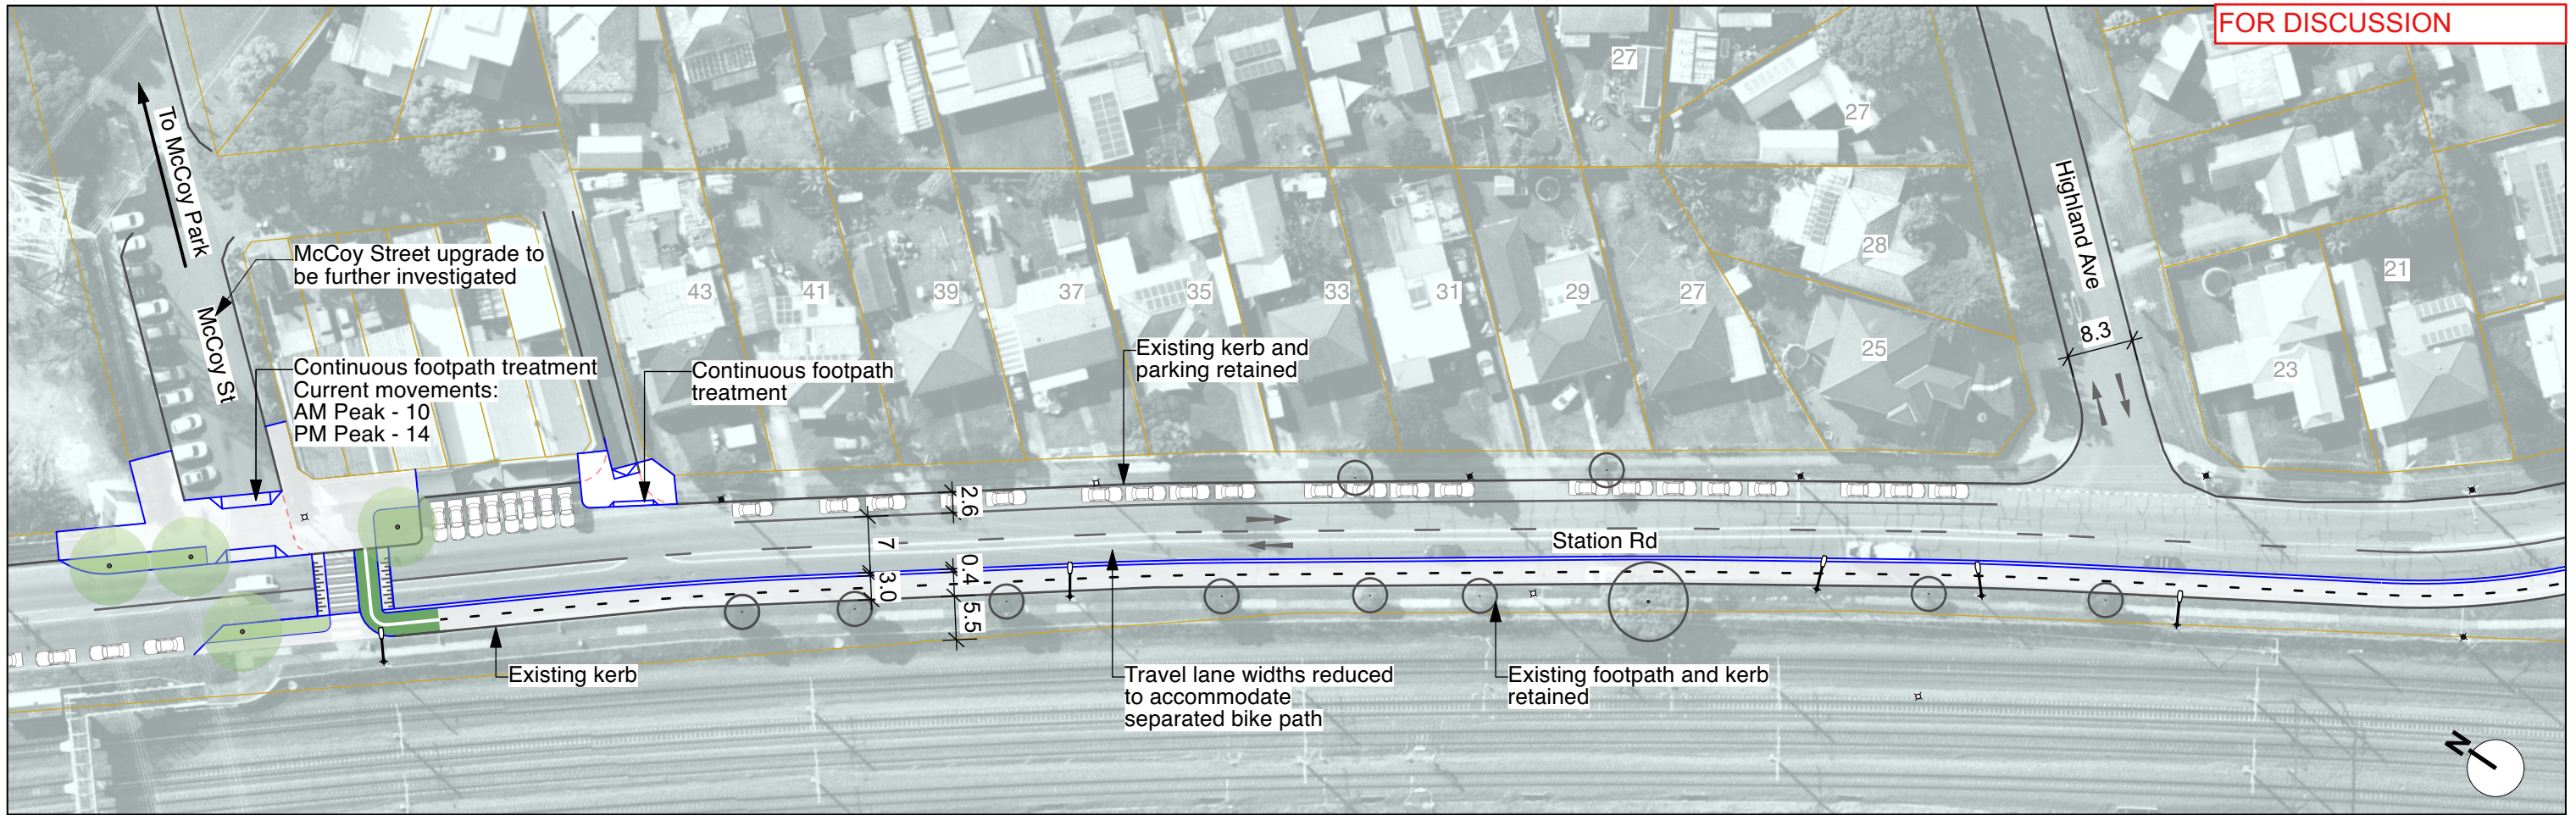 FOR DISCUSSION
To McCoy Park
McCoy Street upgrade to
be further investigated
McCoy St
Continuous footpath treatment
Current movements:
AM Peak - 10
PM Peak - 14
Continuous footpath
treatment
Existing kerb and
parking retained
27
27
28
Highland Ave
8.3
21
23
43
41
39
37
35
33
31
29
27
25
2.6
7
0.4
3.0
5.5
Station Rd
Existing kerb
Travel lane widths reduced
to accommodate
separated bike path
Existing footpath and kerb
retained
N